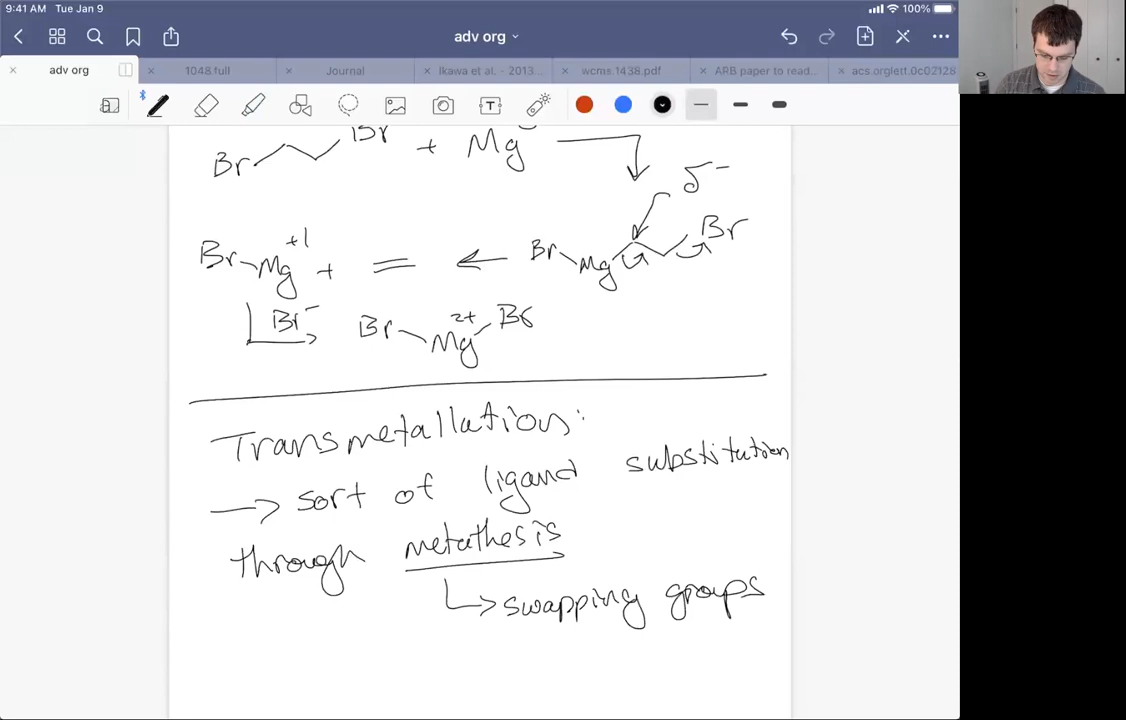 9:41 AM Tue Jan 9
100%
adv org
adv org
1048.full
Journal
Ikawa et al. - 2013...
wcms.1438.pdf
ARB paper to read...
acs.orglett.0c02128
T
Br Br + Mg
δ-
Br-Mg +1 + = ← Br Mg Br
Br- Br Mg 2+ Br
Transmetallation:
→ sort of ligand substitution
through metathesis
↳ swapping groups